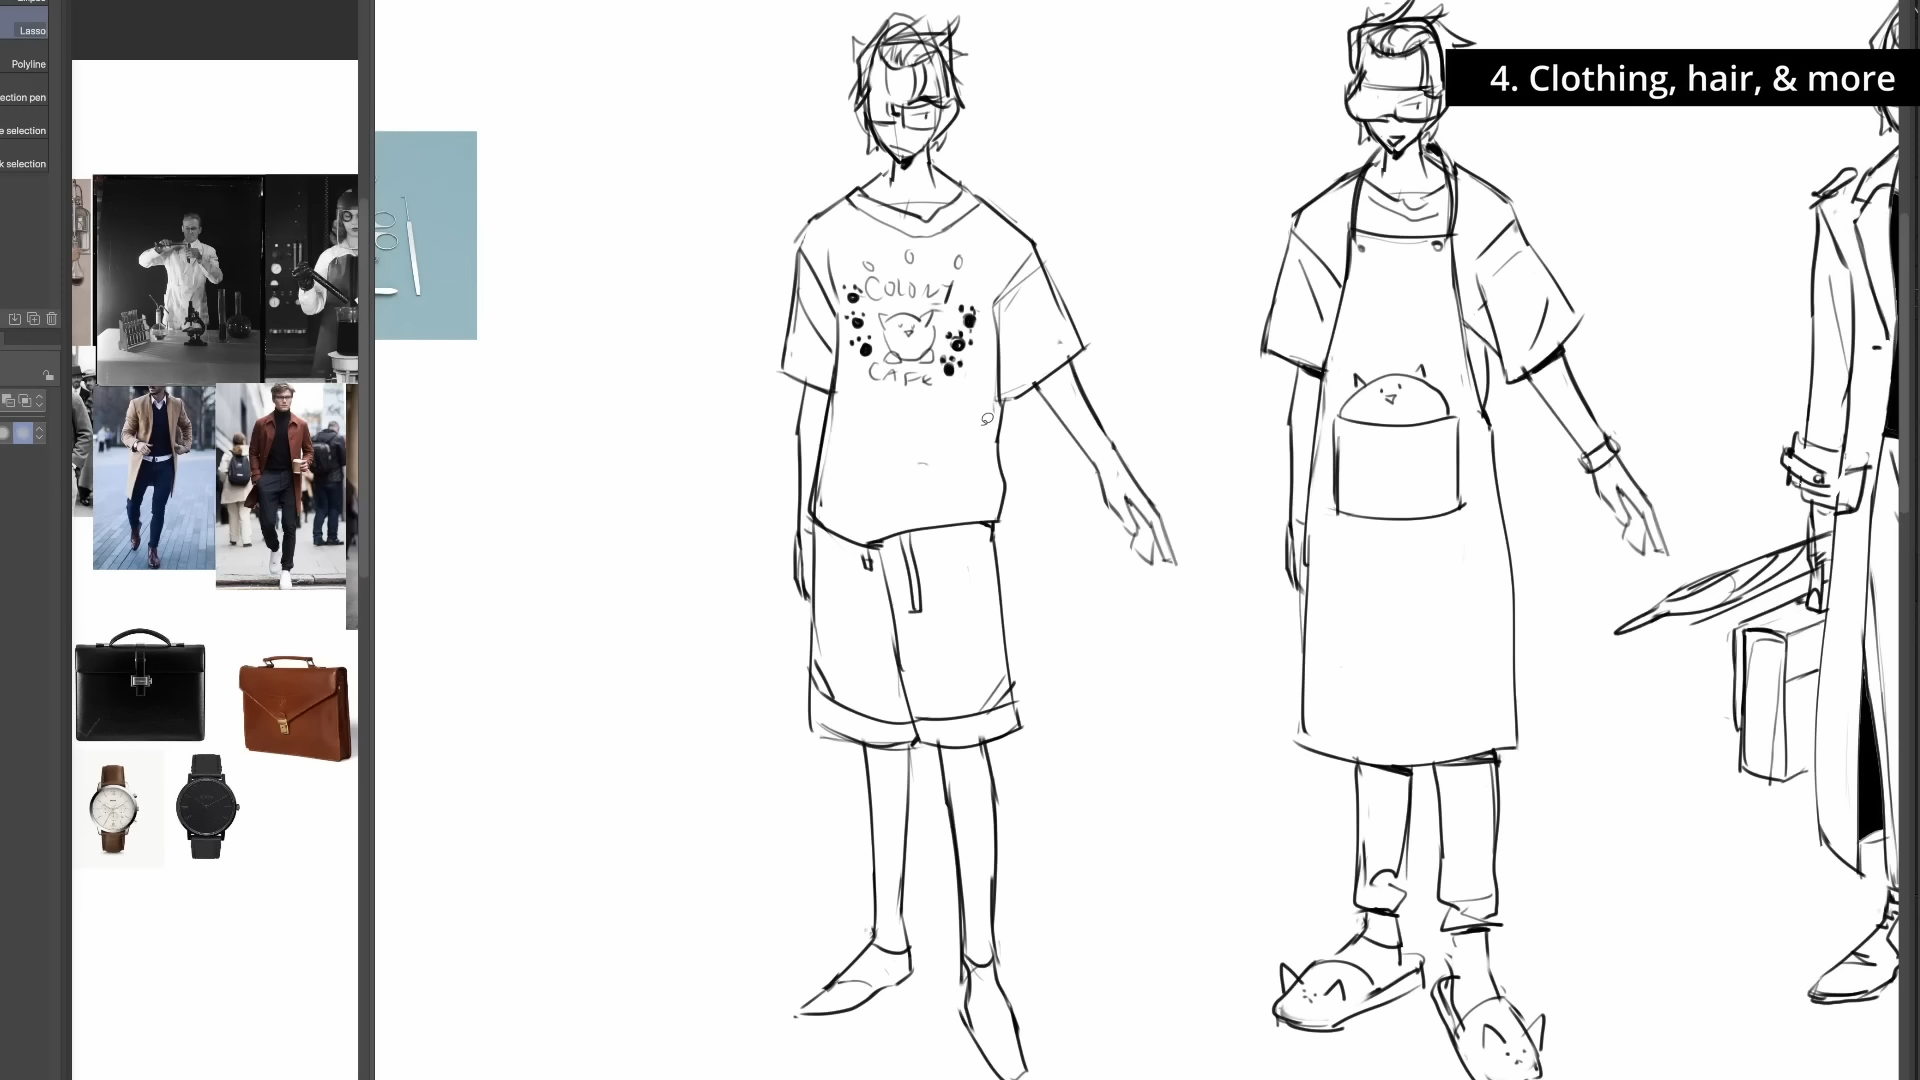 Lasso
Polyline
ection pen
e selection
k selection
4. Clothing, hair, & more
COLONY
CAFE